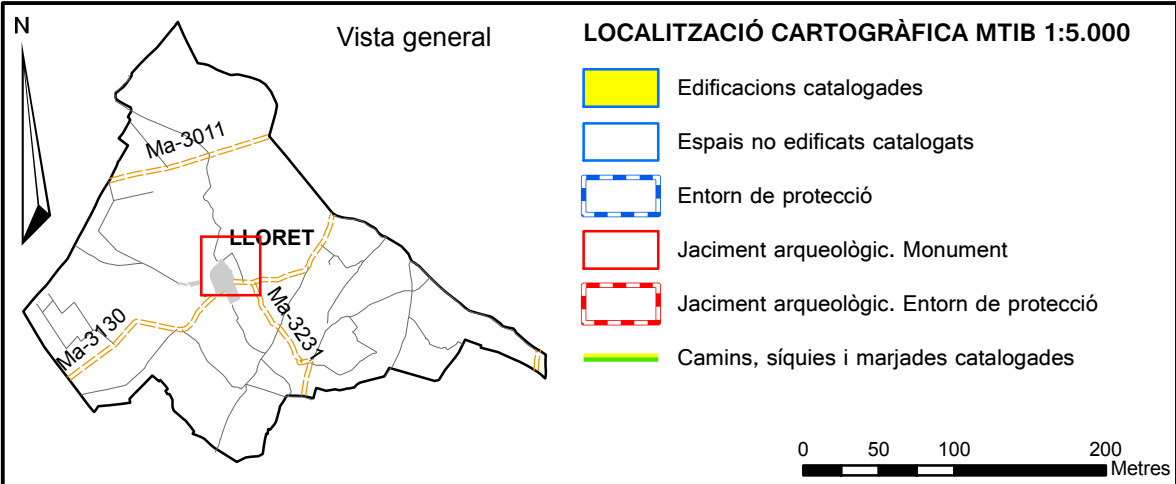 N
Vista general
Ma-3011
LLORET
Ma-3130
Ma-3231
LOCALITZACIÓ CARTOGRÀFICA MTIB 1:5.000
Edificacions catalogades
Espais no edificats catalogats
Entorn de protecció
Jaciment arqueològic. Monument
Jaciment arqueològic. Entorn de protecció
Camins, síquies i marjades catalogades
0 50 100 200
Metres